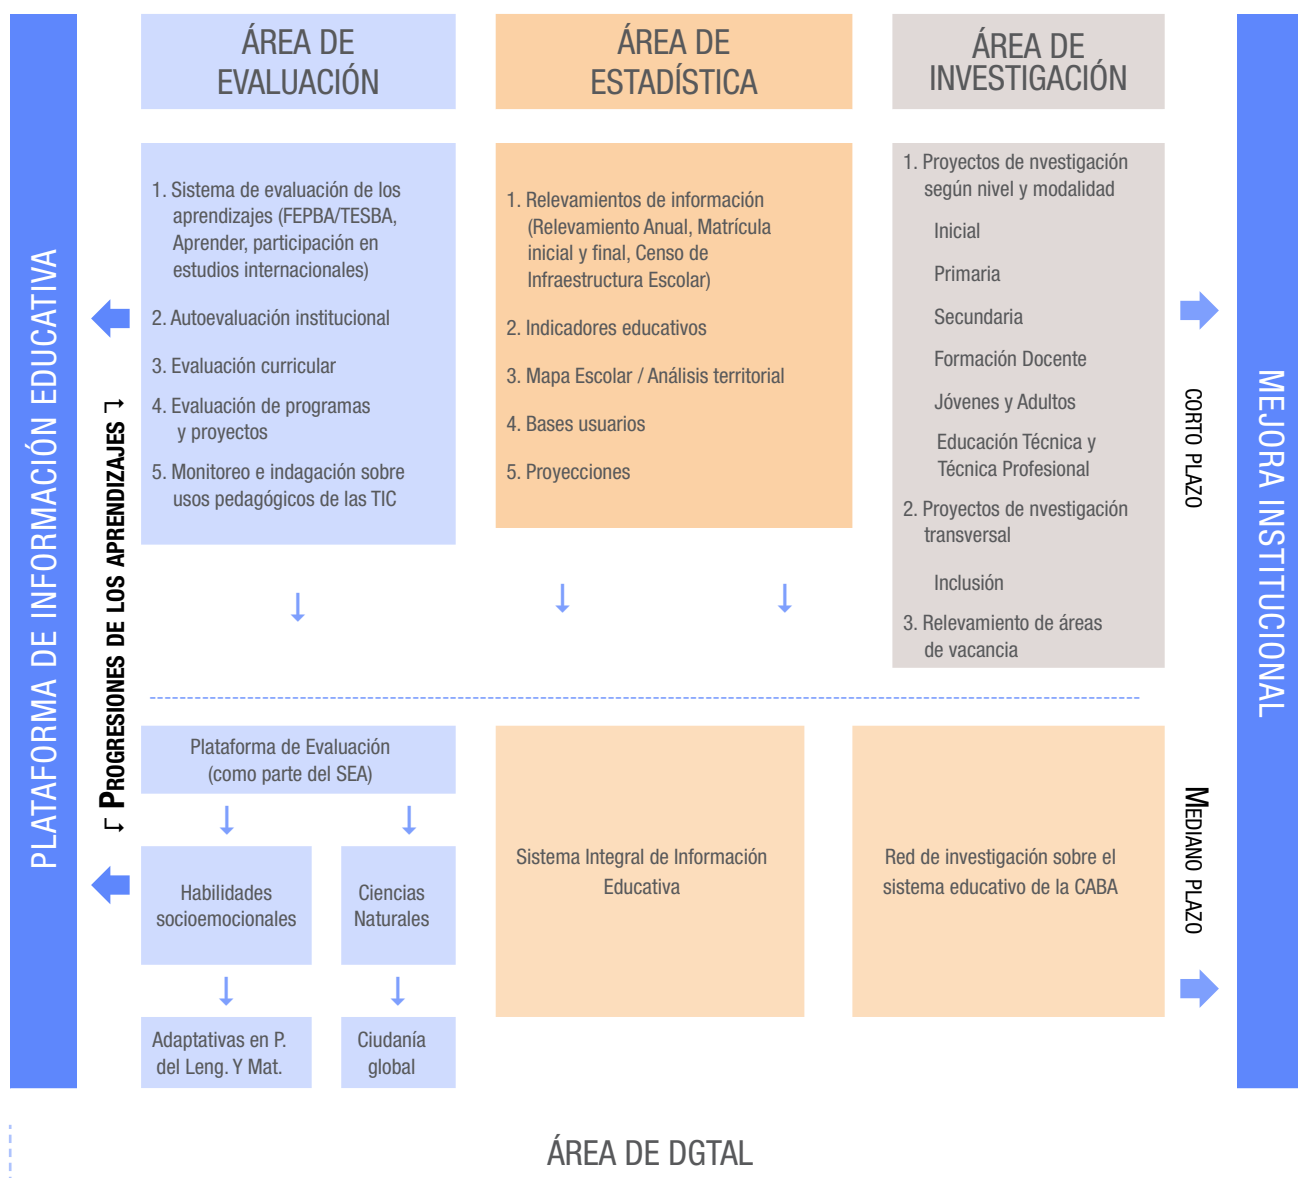 ÁREA DE
EVALUACIÓN
ÁREA DE
ESTADÍSTICA
ÁREA DE
INVESTIGACIÓN
PLATAFORMA DE INFORMACIÓN EDUCATIVA
PROGRESIONES DE LOS APRENDIZAJES
1. Sistema de evaluación de los
aprendizajes (FEPBA/TESBA,
Aprender, participación en
estudios internacionales)
2. Autoevaluación institucional
3. Evaluación curricular
4. Evaluación de programas
y proyectos
5. Monitoreo e indagación sobre
usos pedagógicos de las TIC
1. Relevamientos de información
(Relevamiento Anual, Matrícula
inicial y final, Censo de
Infraestructura Escolar)
2. Indicadores educativos
3. Mapa Escolar / Análisis territorial
4. Bases usuarios
5. Proyecciones
1. Proyectos de nvestigación
según nivel y modalidad
Inicial
Primaria
Secundaria
Formación Docente
Jóvenes y Adultos
Educación Técnica y
Técnica Profesional
2. Proyectos de nvestigación
transversal
Inclusión
3. Relevamiento de áreas
de vacancia
CORTO PLAZO
MEJORA INSTITUCIONAL
Plataforma de Evaluación
(como parte del SEA)
Habilidades
socioemocionales
Ciencias
Naturales
Adaptativas en P.
del Leng. Y Mat.
Ciudanía
global
Sistema Integral de Información
Educativa
Red de investigación sobre el
sistema educativo de la CABA
MEDIANO PLAZO
ÁREA DE DGTAL